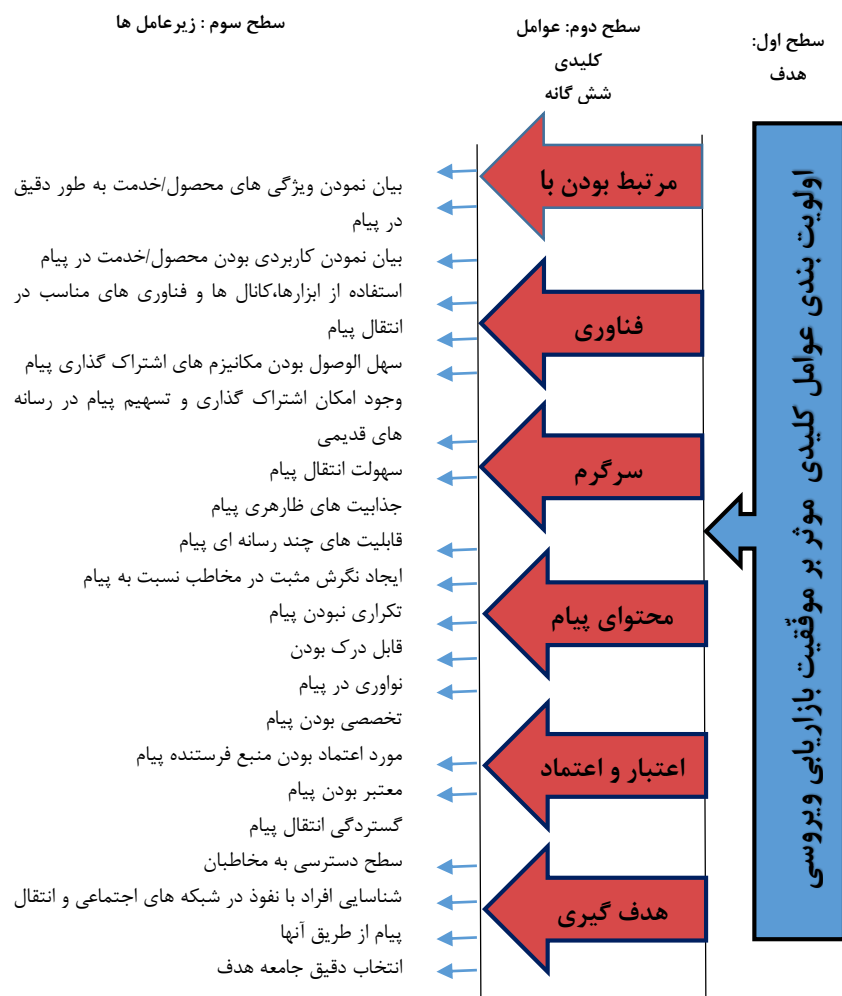 سطح اول:
هدف
سطح دوم: عوامل
کلیدی
شش گانه
سطح سوم : زیرعامل ها
اولویت بندی عوامل کلیدی موثر بر موفّقیت بازاریابی ویروسی
مرتبط بودن با
فناوری
سرگرم
محتوای پیام
اعتبار و اعتماد
هدف گیری
بیان نمودن ویژگی های محصول/خدمت به طور دقیق
در پیام
بیان نمودن کاربردی بودن محصول/خدمت در پیام
استفاده از ابزارها،کانال ها و فناوری های مناسب در
انتقال پیام
سهل الوصول بودن مکانیزم های اشتراک گذاری پیام
وجود امکان اشتراک گذاری و تسهیم پیام در رسانه
های قدیمی
سهولت انتقال پیام
جذابیت های ظارهری پیام
قابلیت های چند رسانه ای پیام
ایجاد نگرش مثبت در مخاطب نسبت به پیام
تکراری نبودن پیام
قابل درک بودن
نواوری در پیام
تخصصی بودن پیام
مورد اعتماد بودن منبع فرستنده پیام
معتبر بودن پیام
گستردگی انتقال پیام
سطح دسترسی به مخاطبان
شناسایی افراد با نفوذ در شبکه های اجتماعی و انتقال
پیام از طریق آنها
انتخاب دقیق جامعه هدف